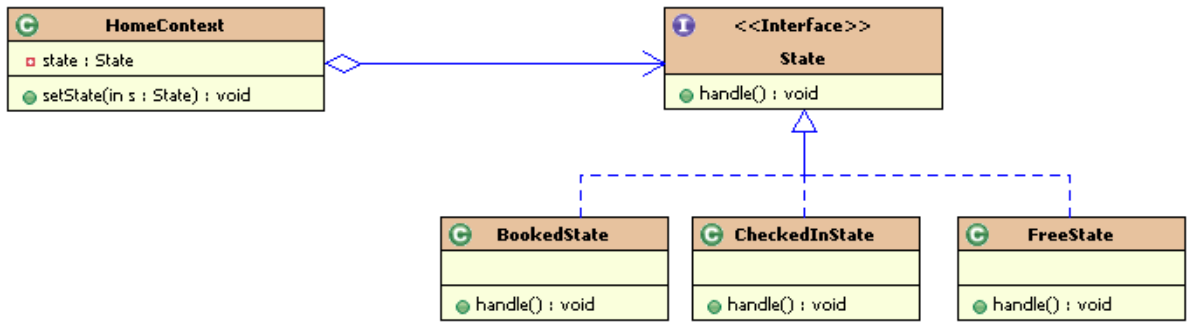 C HomeContext
state : State
setState(in s : State) : void
I <<Interface>>
State
handle() : void
C BookedState
handle() : void
C CheckedInState
handle() : void
C FreeState
handle() : void